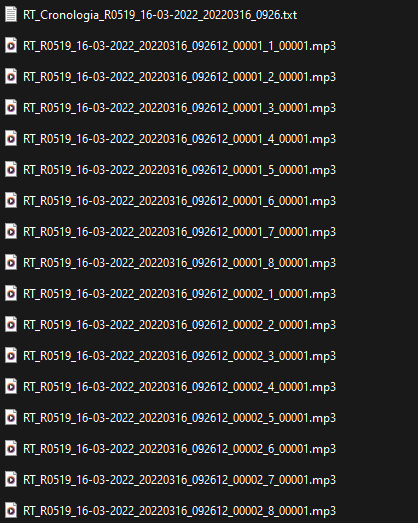 RT_Cronologia_R0519_16-03-2022_20220316_0926.txt
RT_R0519_16-03-2022_20220316_092612_00001_1_00001.mp3
RT_R0519_16-03-2022_20220316_092612_00001_2_00001.mp3
RT_R0519_16-03-2022_20220316_092612_00001_3_00001.mp3
RT_R0519_16-03-2022_20220316_092612_00001_4_00001.mp3
RT_R0519_16-03-2022_20220316_092612_00001_5_00001.mp3
RT_R0519_16-03-2022_20220316_092612_00001_6_00001.mp3
RT_R0519_16-03-2022_20220316_092612_00001_7_00001.mp3
RT_R0519_16-03-2022_20220316_092612_00001_8_00001.mp3
RT_R0519_16-03-2022_20220316_092612_00002_1_00001.mp3
RT_R0519_16-03-2022_20220316_092612_00002_2_00001.mp3
RT_R0519_16-03-2022_20220316_092612_00002_3_00001.mp3
RT_R0519_16-03-2022_20220316_092612_00002_4_00001.mp3
RT_R0519_16-03-2022_20220316_092612_00002_5_00001.mp3
RT_R0519_16-03-2022_20220316_092612_00002_6_00001.mp3
RT_R0519_16-03-2022_20220316_092612_00002_7_00001.mp3
RT_R0519_16-03-2022_20220316_092612_00002_8_00001.mp3